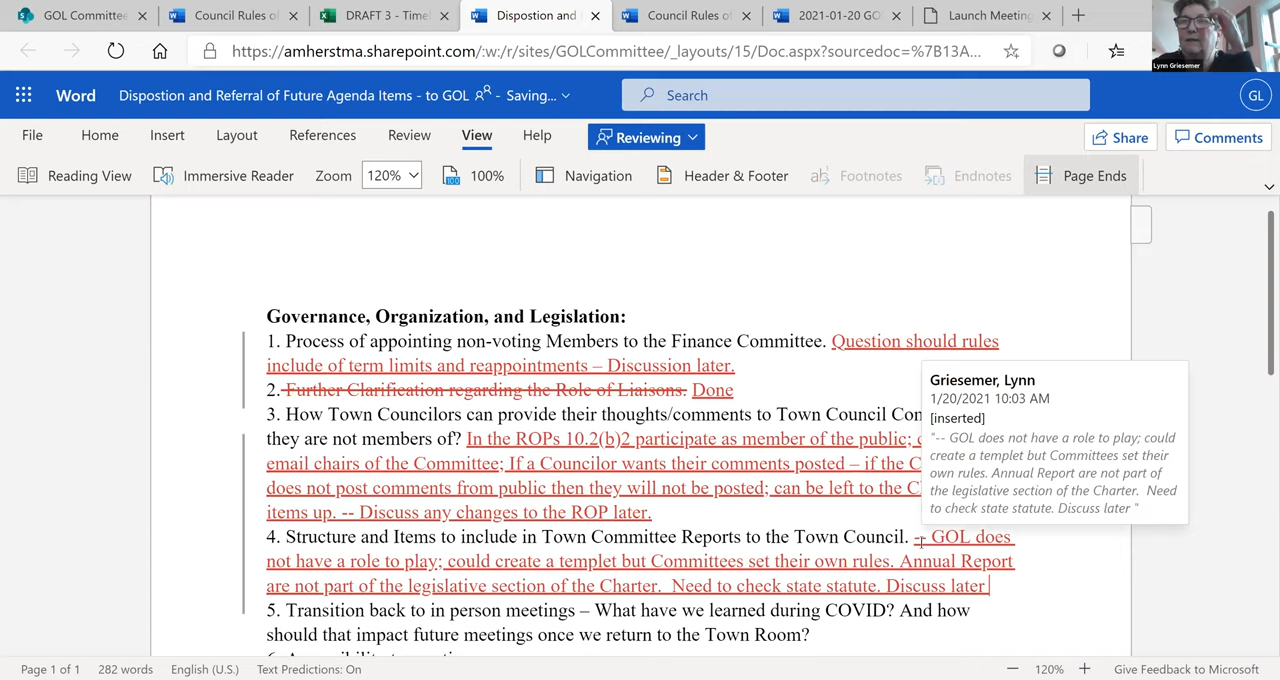 GOL Committee
Council Rules of
DRAFT 3 - Timel
Dispostion and
Council Rules of
2021-01-20 GO
Launch Meeting
https://amherstma.sharepoint.com/:w:/r/sites/GOLCommittee/_layouts/15/Doc.aspx?sourcedoc=%7B13A...
Lynn Griesemer
Word
Dispostion and Referral of Future Agenda Items - to GOL - Saving...
Search
GL
File Home Insert Layout References Review View Help Reviewing Share Comments
Reading View Immersive Reader Zoom 120% 100% Navigation Header & Footer Footnotes Endnotes Page Ends
Governance, Organization, and Legislation:
1. Process of appointing non-voting Members to the Finance Committee. Question should rules
include of term limits and reappointments – Discussion later.
2. Further Clarification regarding the Role of Liaisons. Done
3. How Town Councilors can provide their thoughts/comments to Town Council Con
they are not members of? In the ROPs 10.2(b)2 participate as member of the public;
email chairs of the Committee; If a Councilor wants their comments posted – if the C
does not post comments from public then they will not be posted; can be left to the C
items up. -- Discuss any changes to the ROP later.
4. Structure and Items to include in Town Committee Reports to the Town Council. -- GOL does
not have a role to play; could create a templet but Committees set their own rules. Annual Report
are not part of the legislative section of the Charter. Need to check state statute. Discuss later
5. Transition back to in person meetings – What have we learned during COVID? And how
should that impact future meetings once we return to the Town Room?
Griesemer, Lynn
1/20/2021 10:03 AM
[inserted]
"-- GOL does not have a role to play; could
create a templet but Committees set their
own rules. Annual Report are not part of
the legislative section of the Charter. Need
to check state statute. Discuss later "
Page 1 of 1 282 words English (U.S.) Text Predictions: On 120% Give Feedback to Microsoft